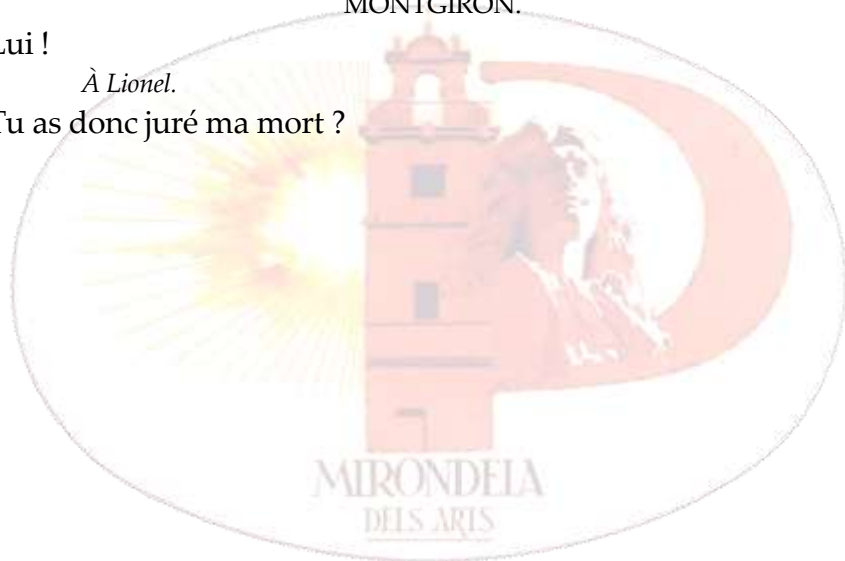 MONTGIRON.
Lui !
À Lionel.
Tu as donc juré ma mort ?
MIRONDELA
DELS ARTS